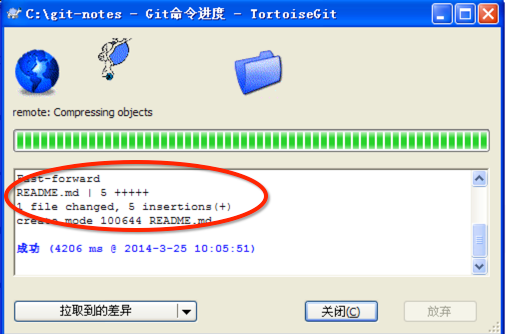 C:\git-notes - Git命令进度 - TortoiseGit
remote: Compressing objects
Fast-forward
README.md | 5 +++++
1 file changed, 5 insertions(+)
create mode 100644 README.md
成功 (4206 ms @ 2014-3-25 10:05:51)
拉取到的差异
关闭(C)
放弃